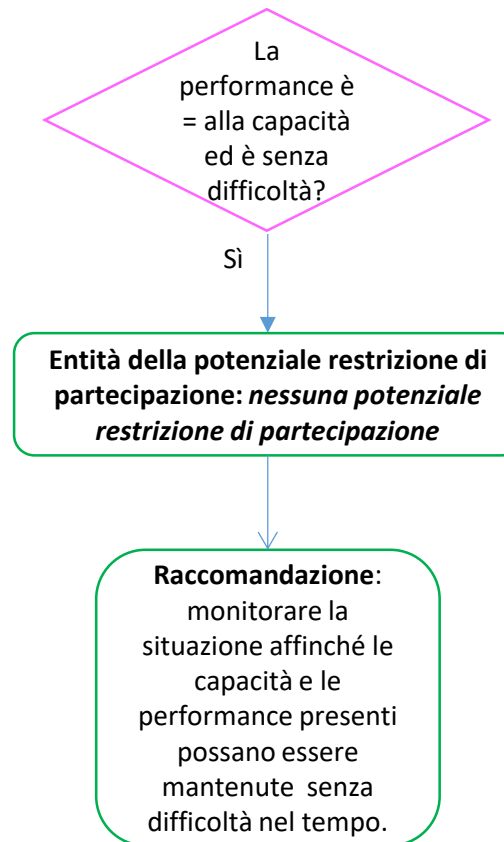 La
performance è
= alla capacità
ed è senza
difficoltà?
Sì
Entità della potenziale restrizione di
partecipazione: nessuna potenziale
restrizione di partecipazione
Raccomandazione:
monitorare la
situazione affinché le
capacità e le
performance presenti
possano essere
mantenute senza
difficoltà nel tempo.